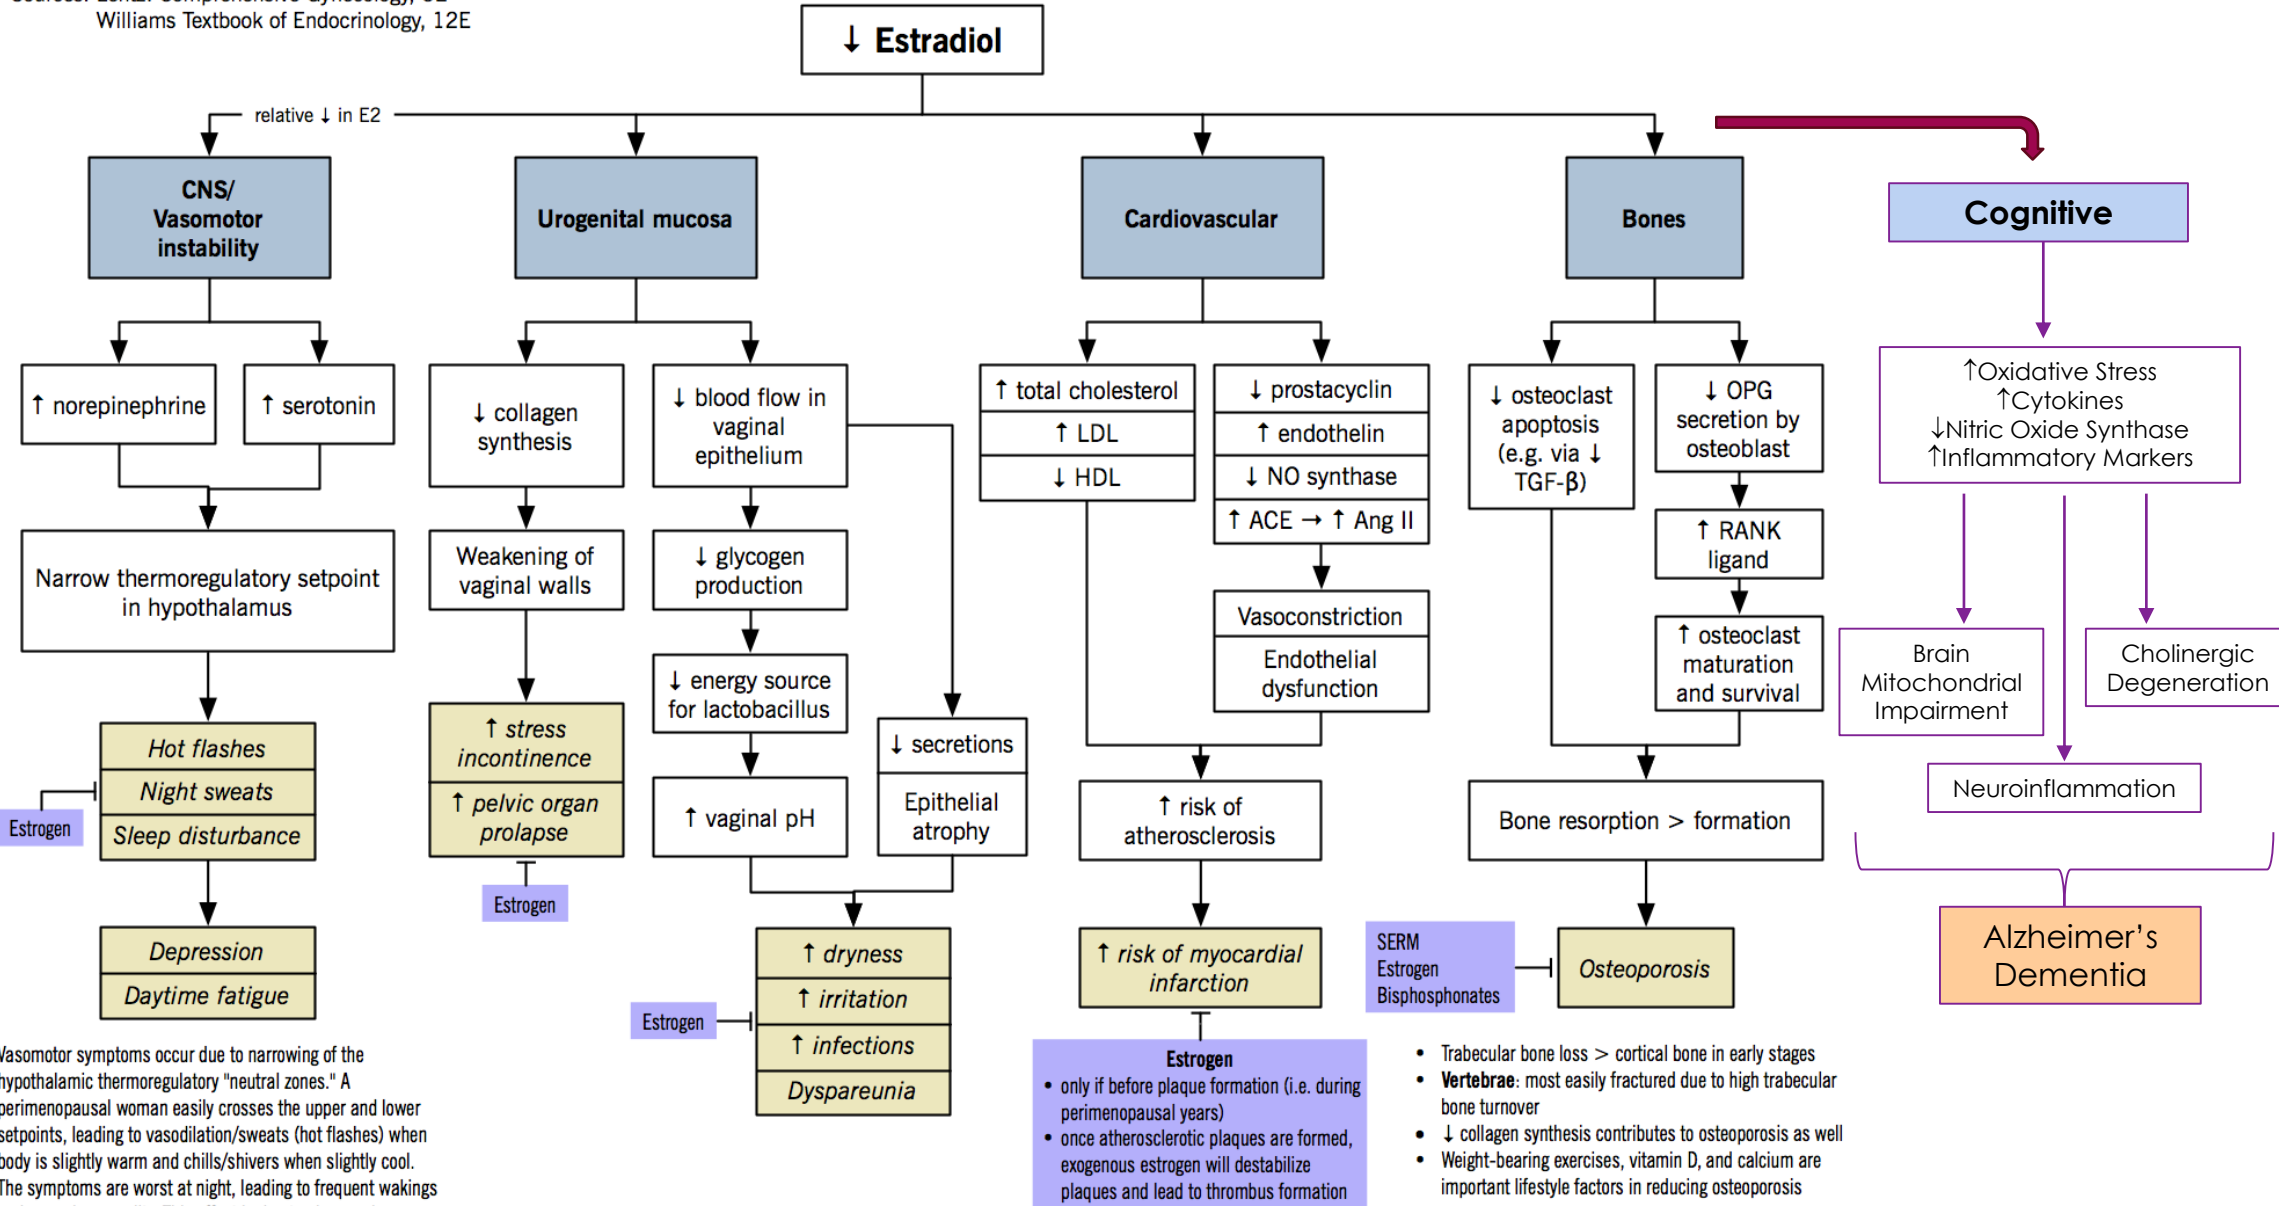 Williams Textbook of Endocrinology, 12E
↓ Estradiol
relative ↓ in E2
CNS/
Vasomotor
instability
Urogenital mucosa
Cardiovascular
Bones
Cognitive
↑ norepinephrine
↑ serotonin
Narrow thermoregulatory setpoint
in hypothalamus
Hot flashes
Night sweats
Sleep disturbance
Estrogen
Depression
Daytime fatigue
↓ collagen
synthesis
Weakening of
vaginal walls
↑ stress
incontinence
↑ pelvic organ
prolapse
Estrogen
↓ blood flow in
vaginal
epithelium
↓ glycogen
production
↓ energy source
for lactobacillus
↑ vaginal pH
↓ secretions
Epithelial
atrophy
↑ dryness
↑ irritation
↑ infections
Dyspareunia
Estrogen
↑ total cholesterol
↑ LDL
↓ HDL
↓ prostacyclin
↑ endothelin
↓ NO synthase
↑ ACE → ↑ Ang II
Vasoconstriction
Endothelial
dysfunction
↑ risk of
atherosclerosis
↑ risk of myocardial
infarction
Estrogen
• only if before plaque formation (i.e. during
perimenopausal years)
• once atherosclerotic plaques are formed,
exogenous estrogen will destabilize
plaques and lead to thrombus formation
↓ osteoclast
apoptosis
(e.g. via ↓
TGF-β)
↓ OPG
secretion by
osteoblast
↑ RANK
ligand
↑ osteoclast
maturation
and survival
Bone resorption > formation
SERM
Estrogen
Bisphosphonates
Osteoporosis
• Trabecular bone loss > cortical bone in early stages
• Vertebrae: most easily fractured due to high trabecular
bone turnover
• ↓ collagen synthesis contributes to osteoporosis as well
• Weight-bearing exercises, vitamin D, and calcium are
important lifestyle factors in reducing osteoporosis
↑Oxidative Stress
↑Cytokines
↓Nitric Oxide Synthase
↑Inflammatory Markers
Brain
Mitochondrial
Impairment
Cholinergic
Degeneration
Neuroinflammation
Alzheimer's
Dementia
Vasomotor symptoms occur due to narrowing of the
hypothalamic thermoregulatory "neutral zones." A
perimenopausal woman easily crosses the upper and lower
setpoints, leading to vasodilation/sweats (hot flashes) when
body is slightly warm and chills/shivers when slightly cool.
The symptoms are worst at night, leading to frequent wakings